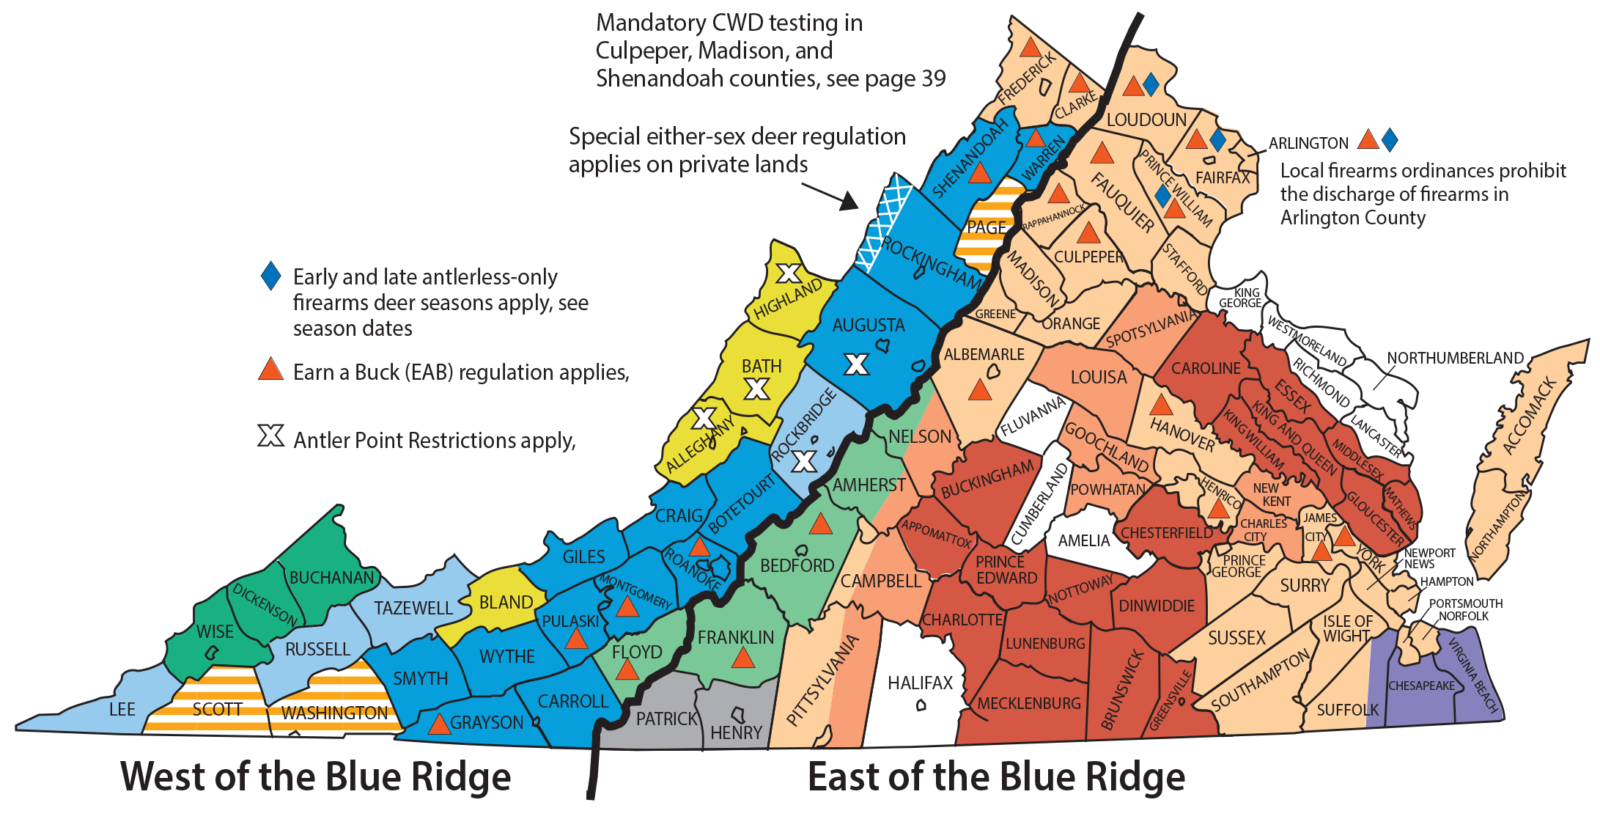 Mandatory CWD testing in
Culpeper, Madison, and
Shenandoah counties, see page 39
Special either-sex deer regulation
applies on private lands
Early and late antlerless-only
firearms deer seasons apply, see
season dates
Earn a Buck (EAB) regulation applies,
Antler Point Restrictions apply,
ARLINGTON
Local firearms ordinances prohibit
the discharge of firearms in
Arlington County
FREDERICK
CLARKE
LOUDOUN
SHENANDOAH
WARREN
FAUQUIER
PRINCE WILLIAM
FAIRFAX
PAGE
RAPPAHANNOCK
CULPEPER
STAFFORD
ROCKINGHAM
MADISON
HIGHLAND
KING
GEORGE
GREENE
ORANGE
SPOTSYLVANIA
WESTMORELAND
AUGUSTA
ALBEMARLE
LOUISA
CAROLINE
RICHMOND
NORTHUMBERLAND
BATH
ESSEX
ACCOMACK
ROCKBRIDGE
FLUVANNA
HANOVER
KING AND QUEEN
KING WILLIAM
LANCASTER
ALLEGHANY
NELSON
GOOCHLAND
MIDDLESEX
BUCKINGHAM
AMHERST
CUMBERLAND
POWHATAN
HENRICO
NEW
KENT
GLOUCESTER
MATHEWS
NORTHAMPTON
BOTETOURT
CRAIG
APPOMATTOX
AMELIA
CHESTERFIELD
CHARLES
CITY
JAMES
CITY
YORK
GILES
ROANOKE
BEDFORD
CAMPBELL
PRINCE
EDWARD
PRINCE
GEORGE
NEWPORT
NEWS
HAMPTON
BUCHANAN
DICKENSON
TAZEWELL
BLAND
MONTGOMERY
NOTTOWAY
DINWIDDIE
SURRY
PORTSMOUTH
NORFOLK
WISE
RUSSELL
PULASKI
WYTHE
FLOYD
FRANKLIN
PITTSYLVANIA
CHARLOTTE
LUNENBURG
SUSSEX
ISLE OF
WIGHT
LEE
SCOTT
WASHINGTON
SMYTH
GRAYSON
CARROLL
PATRICK
HENRY
HALIFAX
MECKLENBURG
BRUNSWICK
GREENSVILLE
SOUTHAMPTON
SUFFOLK
CHESAPEAKE
VIRGINIA BEACH
West of the Blue Ridge
East of the Blue Ridge